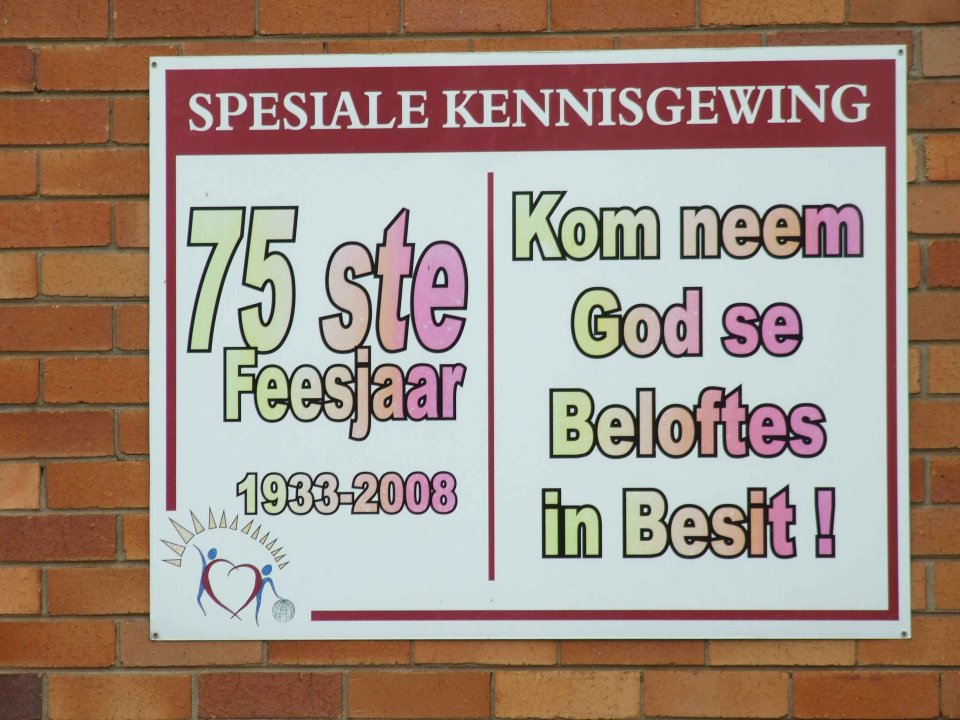 SPESIALE KENNISGEWING
75 ste
Feesjaar
1933-2008
Kom neem
God se
Beloftes
in Besit !